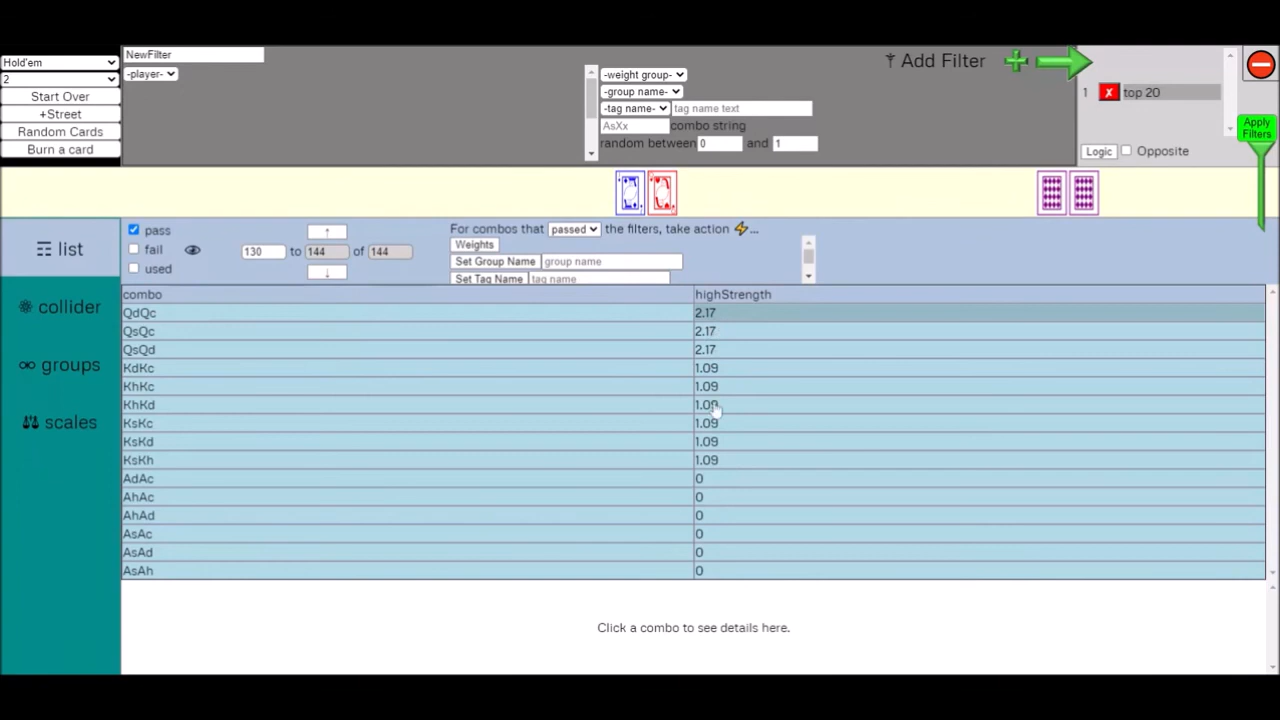 Hold'em
2
Start Over
+Street
Random Cards
Burn a card
NewFilter
-player-
-weight group-
-group name-
-tag name- tag name text
AsXx combo string
random between 0 and 1
Add Filter
1 ✗ top 20
Logic Opposite
Apply
Filters
list
collider
groups
scales
pass
fail
used
130 to 144 of 144
↑
↓
For combos that passed the filters, take action ⚡...
Weights
Set Group Name group name
Set Tag Name tag name
combo highStrength
QdQc 2.17
QsQc 2.17
QsQd 2.17
KdKc 1.09
KhKc 1.09
KhKd 1.09
KsKc 1.09
KsKd 1.09
KsKh 1.09
AdAc 0
AhAc 0
AhAd 0
AsAc 0
AsAd 0
AsAh 0
Click a combo to see details here.